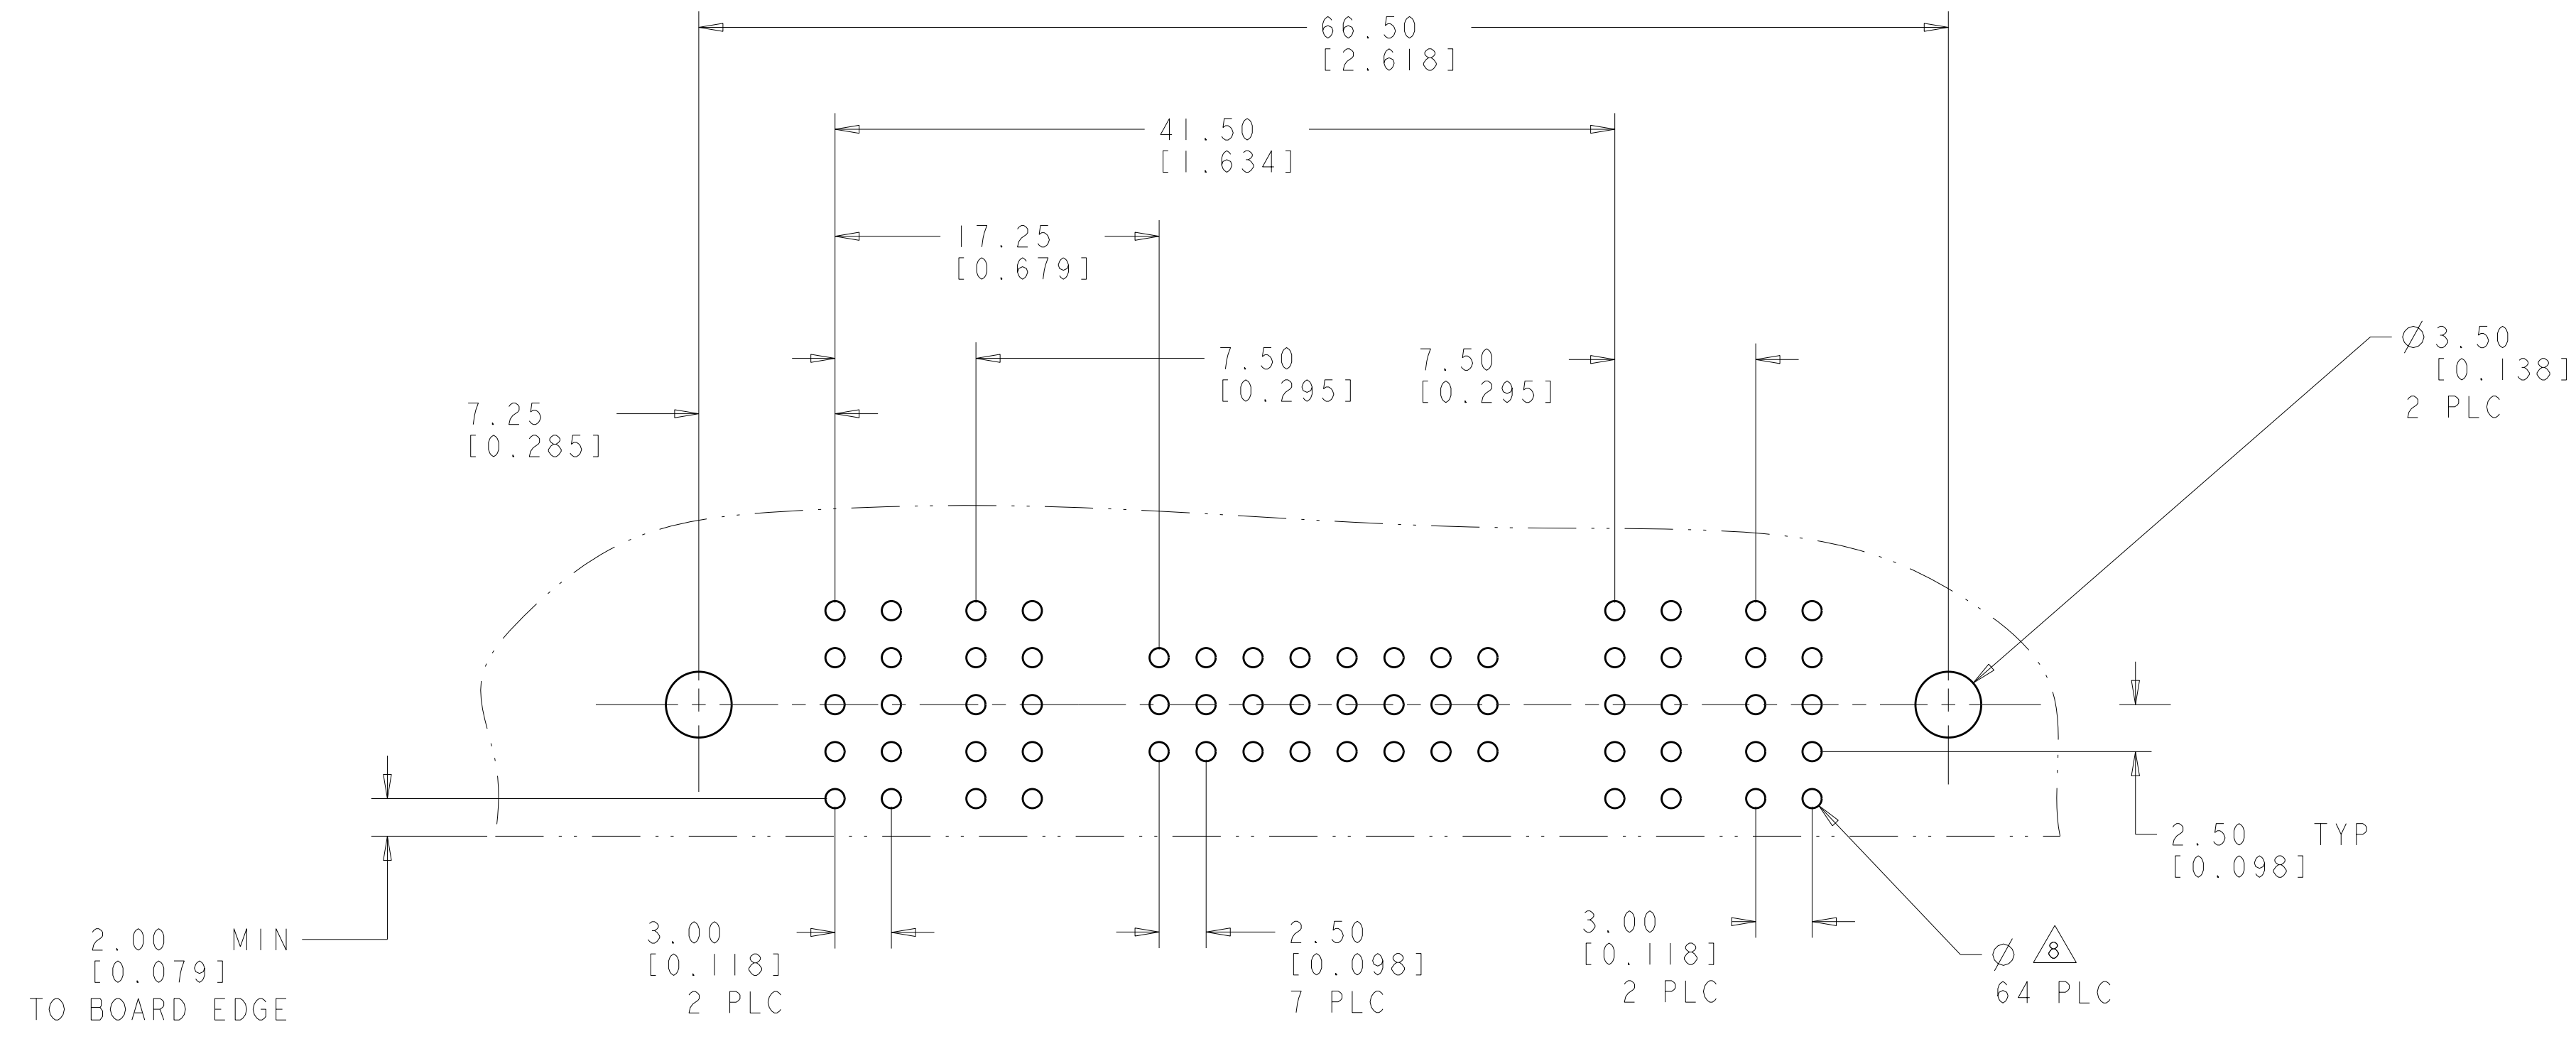 66.50
[2.618]
41.50
[1.634]
17.25
[0.679]
7.50
[0.295]
7.50
[0.295]
Ø3.50
[0.138]
2 PLC
7.25
[0.285]
2.50 TYP
[0.098]
2.00 MIN
[0.079]
TO BOARD EDGE
3.00
[0.118]
2 PLC
2.50
[0.098]
7 PLC
3.00
[0.118]
2 PLC
Ø 8
64 PLC